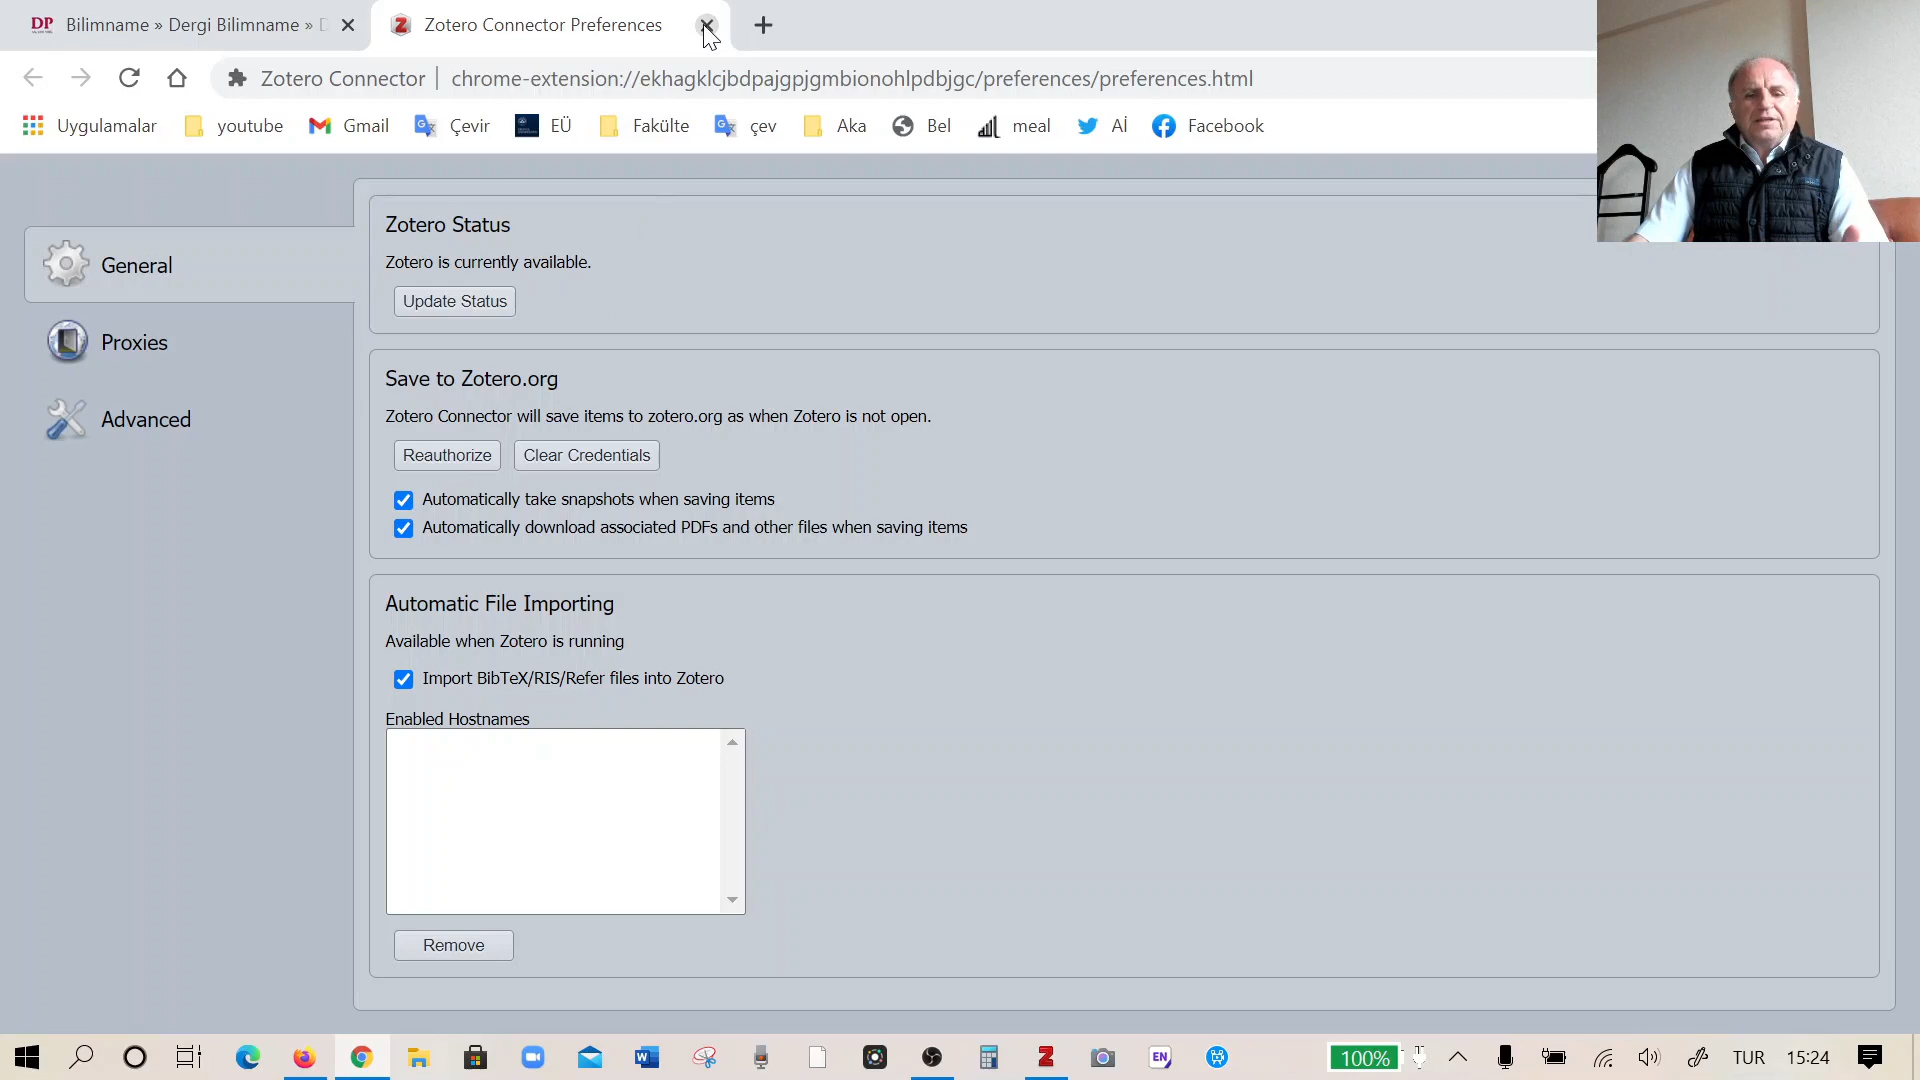 DP Bilimname » Dergi Bilimname » D
Z Zotero Connector Preferences
Zotero Connector chrome-extension://ekhagklcjbdpajgpjgmbionohlpdbjgc/preferences/preferences.html
Uygulamalar youtube Gmail Çevir EÜ Fakülte çev Aka Bel meal Aİ Facebook
General
Proxies
Advanced
Zotero Status
Zotero is currently available.
Update Status
Save to Zotero.org
Zotero Connector will save items to zotero.org as when Zotero is not open.
Reauthorize Clear Credentials
Automatically take snapshots when saving items
Automatically download associated PDFs and other files when saving items
Automatic File Importing
Available when Zotero is running
Import BibTeX/RIS/Refer files into Zotero
Enabled Hostnames
Remove
W Z EN 100% TUR 15:24